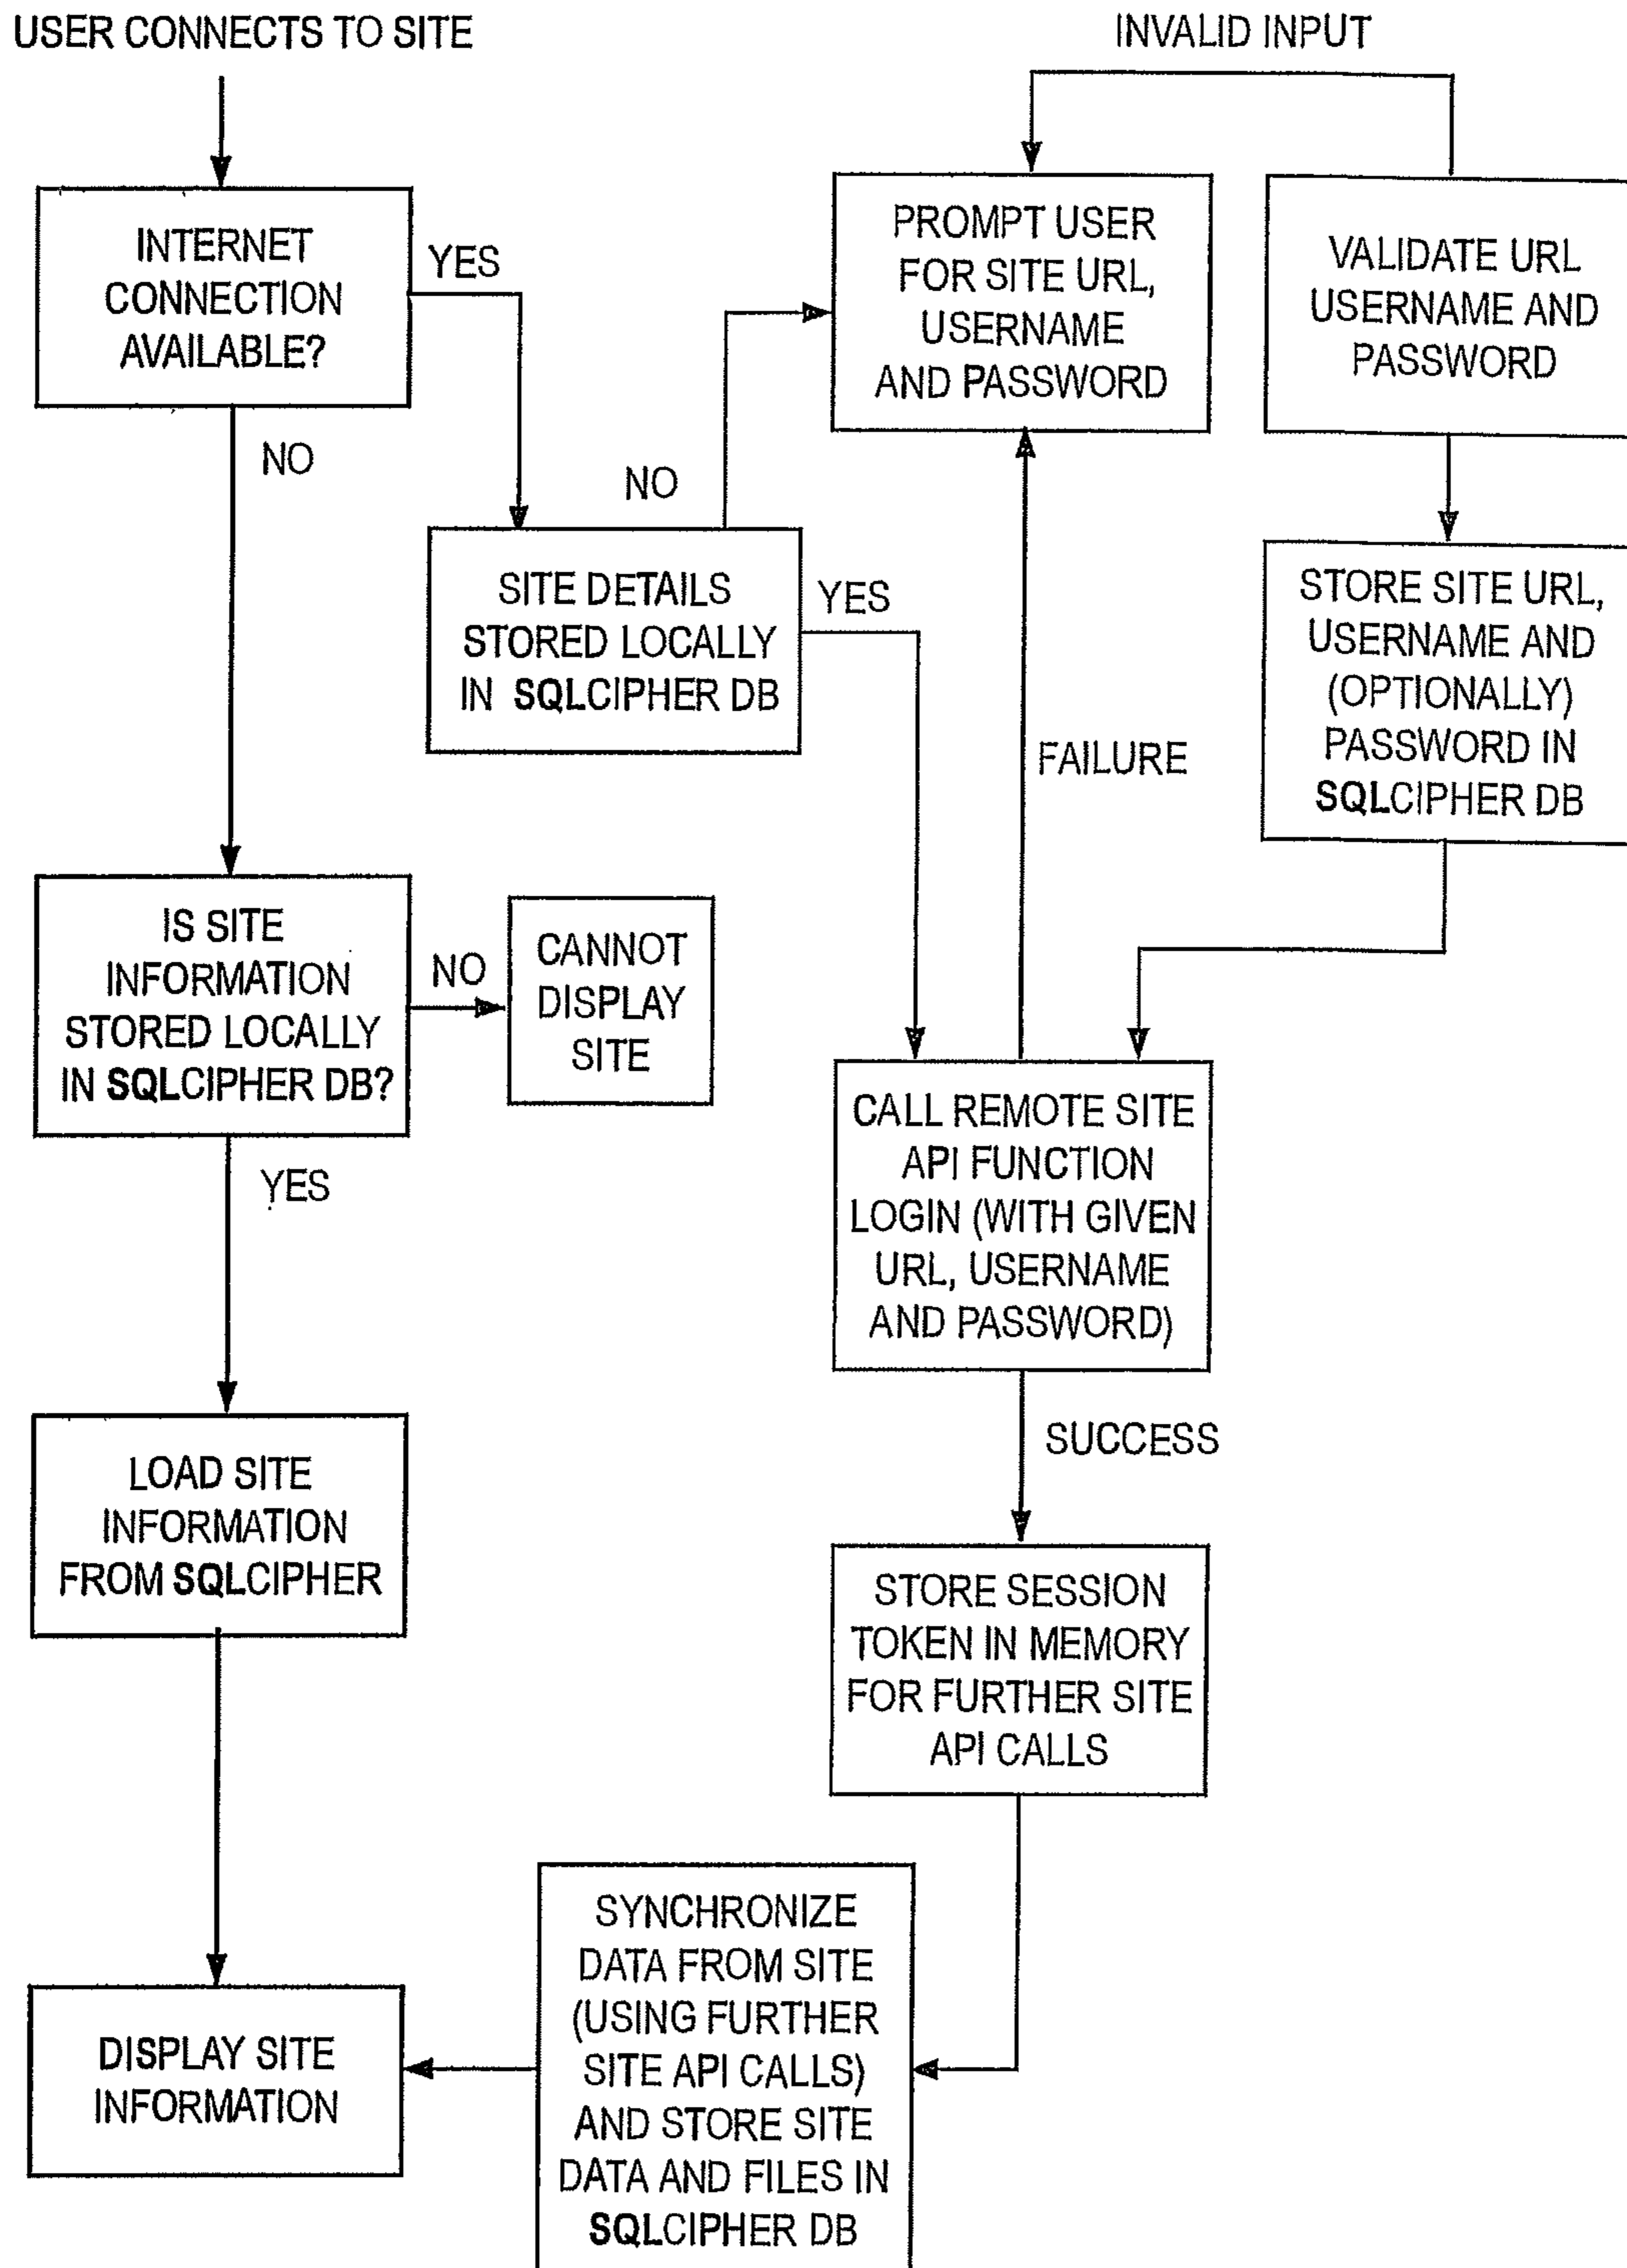 USER CONNECTS TO SITE
INVALID INPUT
INTERNET
CONNECTION
AVAILABLE?
YES
NO
PROMPT USER
FOR SITE URL,
USERNAME
AND PASSWORD
VALIDATE URL
USERNAME AND
PASSWORD
NO
SITE DETAILS
STORED LOCALLY
IN SQLCIPHER DB
YES
STORE SITE URL,
USERNAME AND
(OPTIONALLY)
PASSWORD IN
SQLCIPHER DB
FAILURE
IS SITE
INFORMATION
STORED LOCALLY
IN SQLCIPHER DB?
NO
CANNOT
DISPLAY
SITE
YES
CALL REMOTE SITE
API FUNCTION
LOGIN (WITH GIVEN
URL, USERNAME
AND PASSWORD)
SUCCESS
LOAD SITE
INFORMATION
FROM SQLCIPHER
STORE SESSION
TOKEN IN MEMORY
FOR FURTHER SITE
API CALLS
SYNCHRONIZE
DATA FROM SITE
(USING FURTHER
SITE API CALLS)
AND STORE SITE
DATA AND FILES IN
SQLCIPHER DB
DISPLAY SITE
INFORMATION